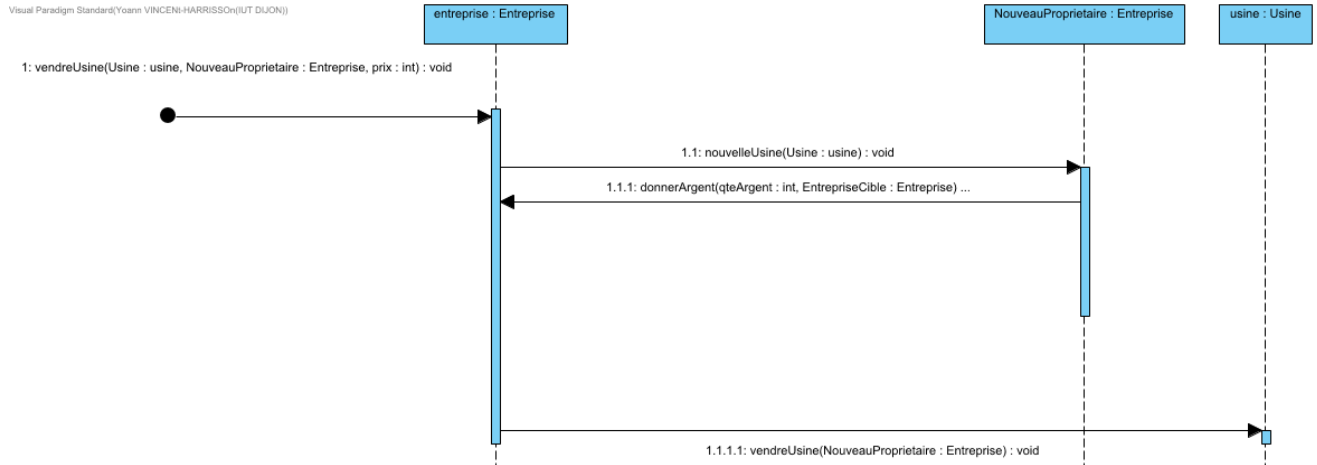 Visual Paradigm Standard(Yoann VINCENt-HARRISSOn(IUT DIJON))
entreprise : Entreprise
NouveauProprietaire : Entreprise
usine : Usine
1: vendreUsine(Usine : usine, NouveauProprietaire : Entreprise, prix : int) : void
1.1: nouvelleUsine(Usine : usine) : void
1.1.1: donnerArgent(qteArgent : int, EntrepriseCible : Entreprise) ...
1.1.1.1: vendreUsine(NouveauProprietaire : Entreprise) : void